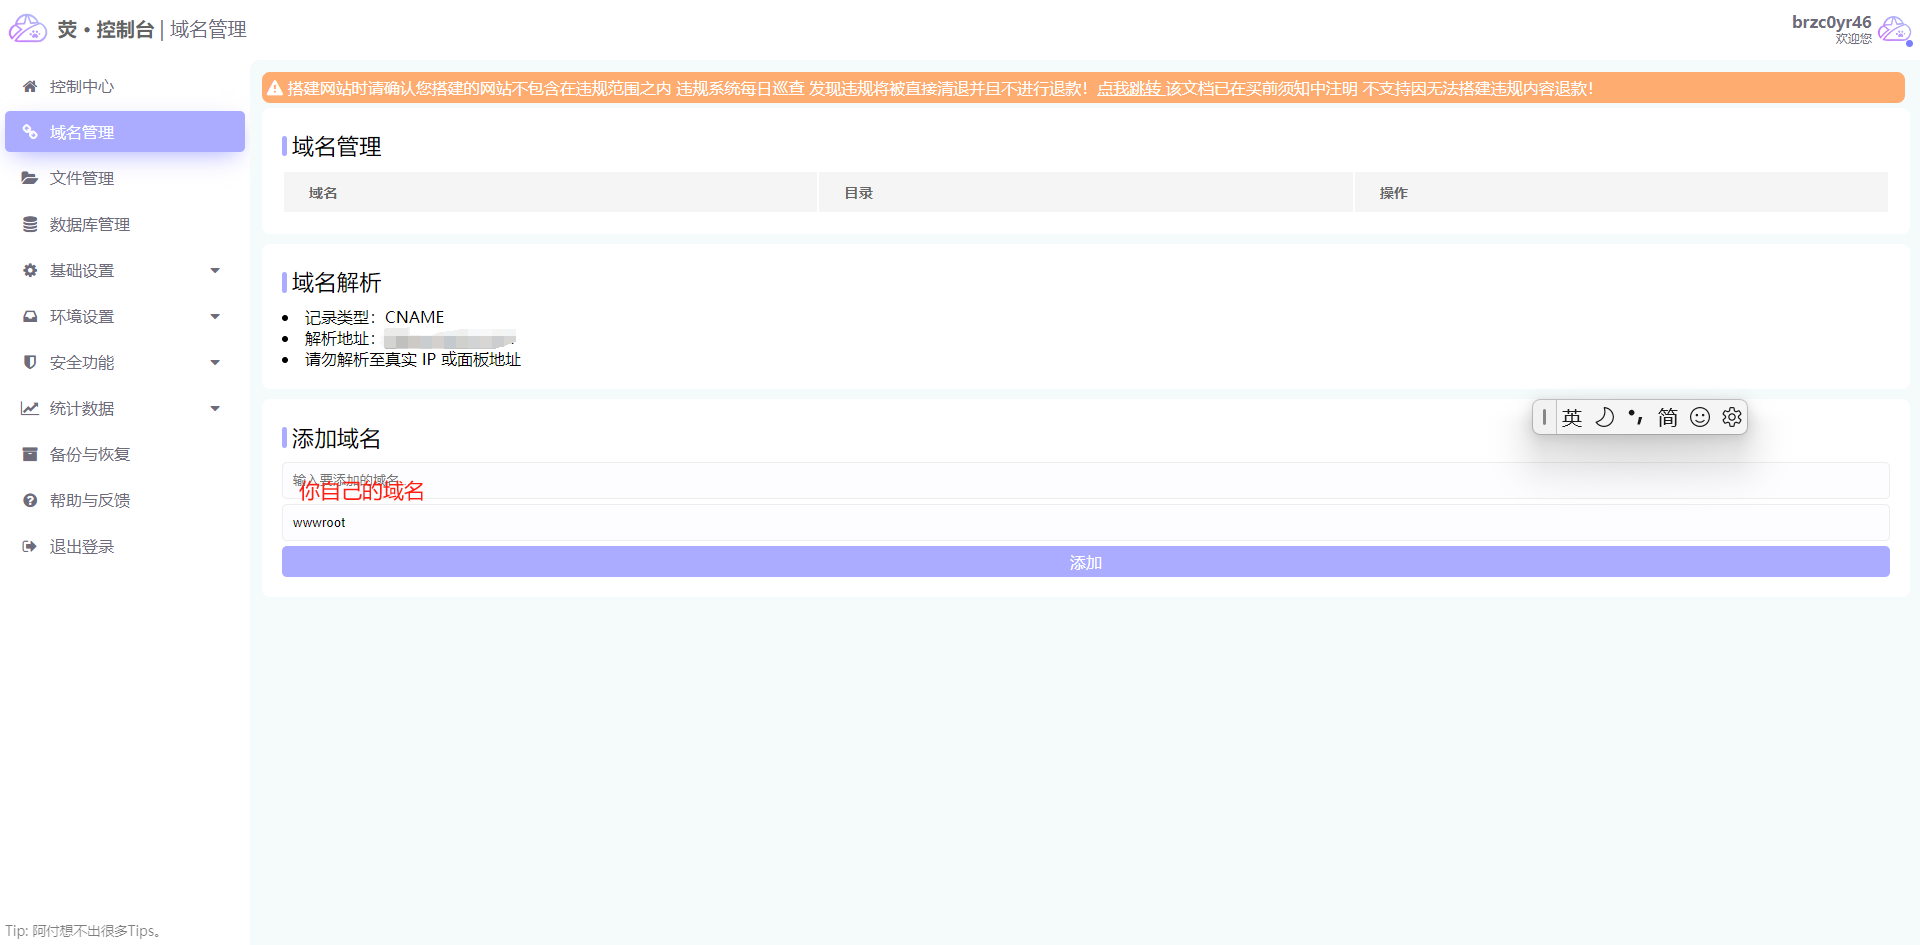 荧・控制台 | 域名管理
brzc0yr46
欢迎您
控制中心
域名管理
文件管理
数据库管理
基础设置
环境设置
安全功能
统计数据
备份与恢复
帮助与反馈
退出登录
Tip: 阿付想不出很多Tips。
搭建网站时请确认您搭建的网站不包含在违规范围之内 违规系统每日巡查 发现违规将被直接清退并且不进行退款！点我跳转 该文档已在买前须知中注明 不支持因无法搭建违规内容退款！
域名管理
域名 目录 操作
域名解析
记录类型：CNAME
解析地址：
请勿解析至真实 IP 或面板地址
添加域名
输入要添加的域名
你自己的域名
wwwroot
添加
英 简